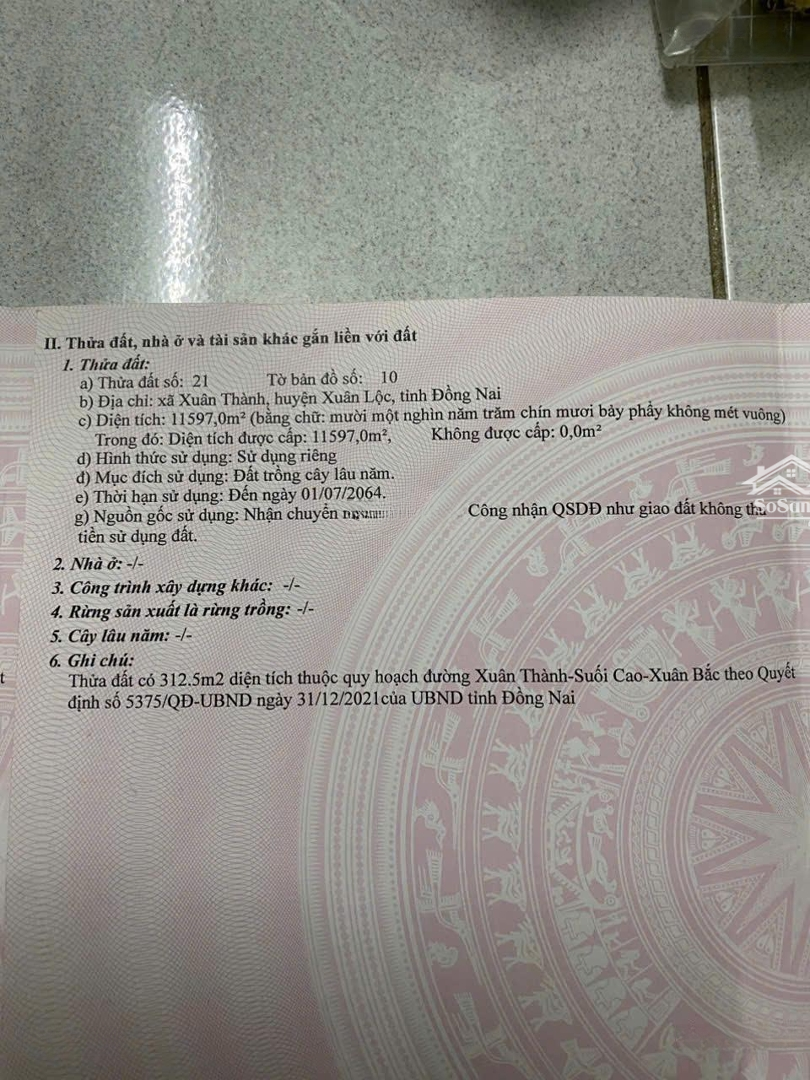 II. Thửa đất, nhà ở và tài sản khác gắn liền với đất
1. Thửa đất:
a) Thửa đất số: 21 Tờ bản đồ số: 10
b) Địa chỉ: xã Xuân Thành, huyện Xuân Lộc, tỉnh Đồng Nai
c) Diện tích: 11597,0m² (bằng chữ: mười một nghìn năm trăm chín mươi bảy phẩy không mét vuông)
Trong đó: Diện tích được cấp: 11597,0m², Không được cấp: 0,0m²
d) Hình thức sử dụng: Sử dụng riêng
đ) Mục đích sử dụng: Đất trồng cây lâu năm.
e) Thời hạn sử dụng: Đến ngày 01/07/2064.
g) Nguồn gốc sử dụng: Nhận chuyển Công nhận QSDĐ như giao đất không thu
tiền sử dụng đất.
2. Nhà ở: -/-
3. Công trình xây dựng khác: -/-
4. Rừng sản xuất là rừng trồng: -/-
5. Cây lâu năm: -/-
6. Ghi chú:
Thửa đất có 312.5m2 diện tích thuộc quy hoạch đường Xuân Thành-Suối Cao-Xuân Bắc theo Quyết
định số 5375/QĐ-UBND ngày 31/12/2021của UBND tỉnh Đồng Nai
t